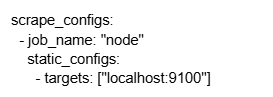 scrape_configs:
  - job_name: "node"
    static_configs:
      - targets: ["localhost:9100"]